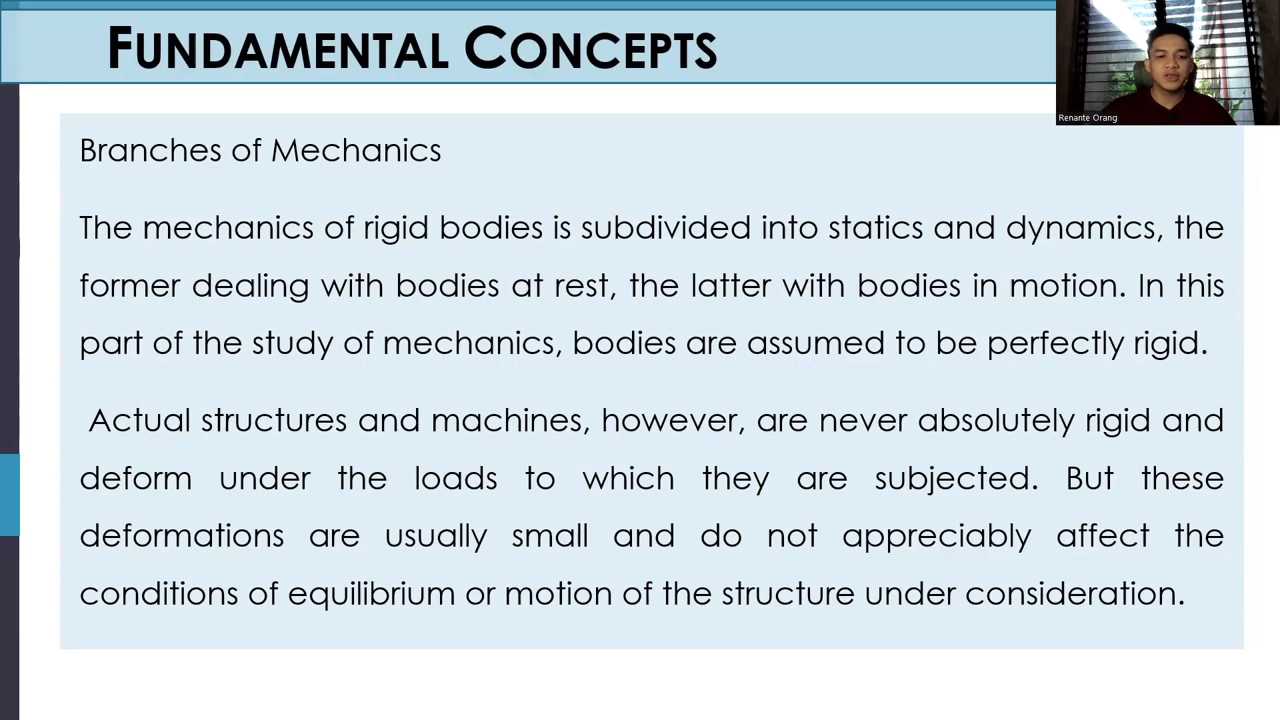 FUNDAMENTAL CONCEPTS
Renante Orang
Branches of Mechanics
The mechanics of rigid bodies is subdivided into statics and dynamics, the
former dealing with bodies at rest, the latter with bodies in motion. In this
part of the study of mechanics, bodies are assumed to be perfectly rigid.
Actual structures and machines, however, are never absolutely rigid and
deform under the loads to which they are subjected. But these
deformations are usually small and do not appreciably affect the
conditions of equilibrium or motion of the structure under consideration.